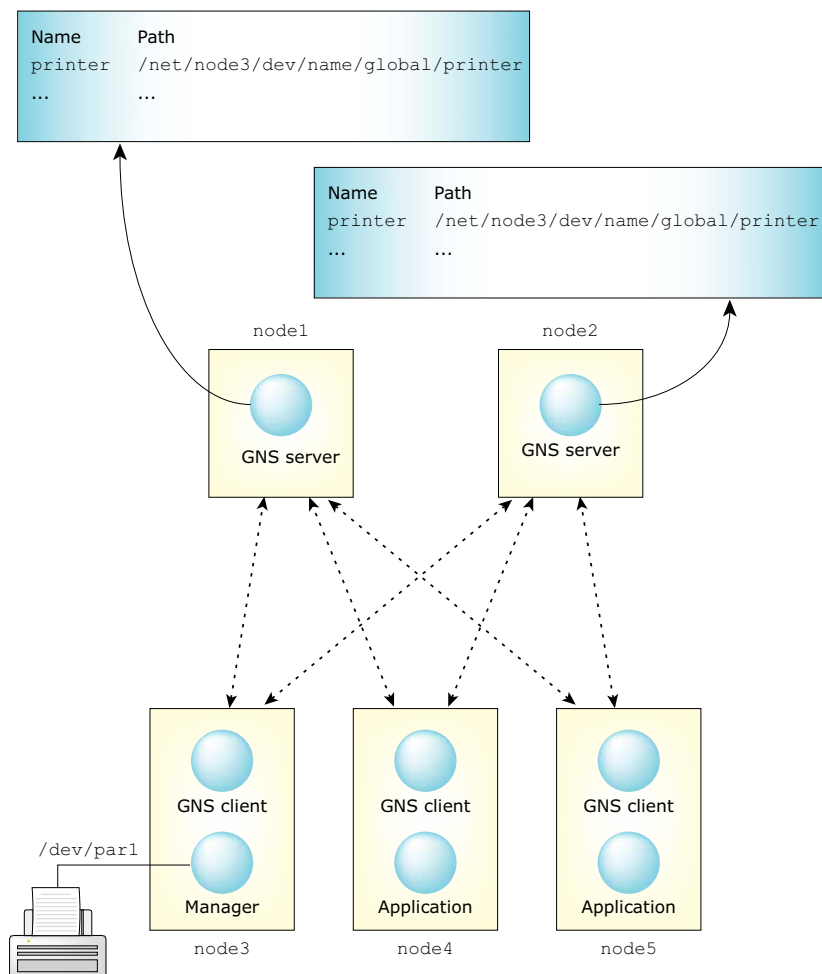 Name Path
printer /net/node3/dev/name/global/printer
... ...
Name Path
printer /net/node3/dev/name/global/printer
... ...
node1 node2
GNS server GNS server
GNS client GNS client GNS client
/dev/par1
Manager Application Application
node3 node4 node5